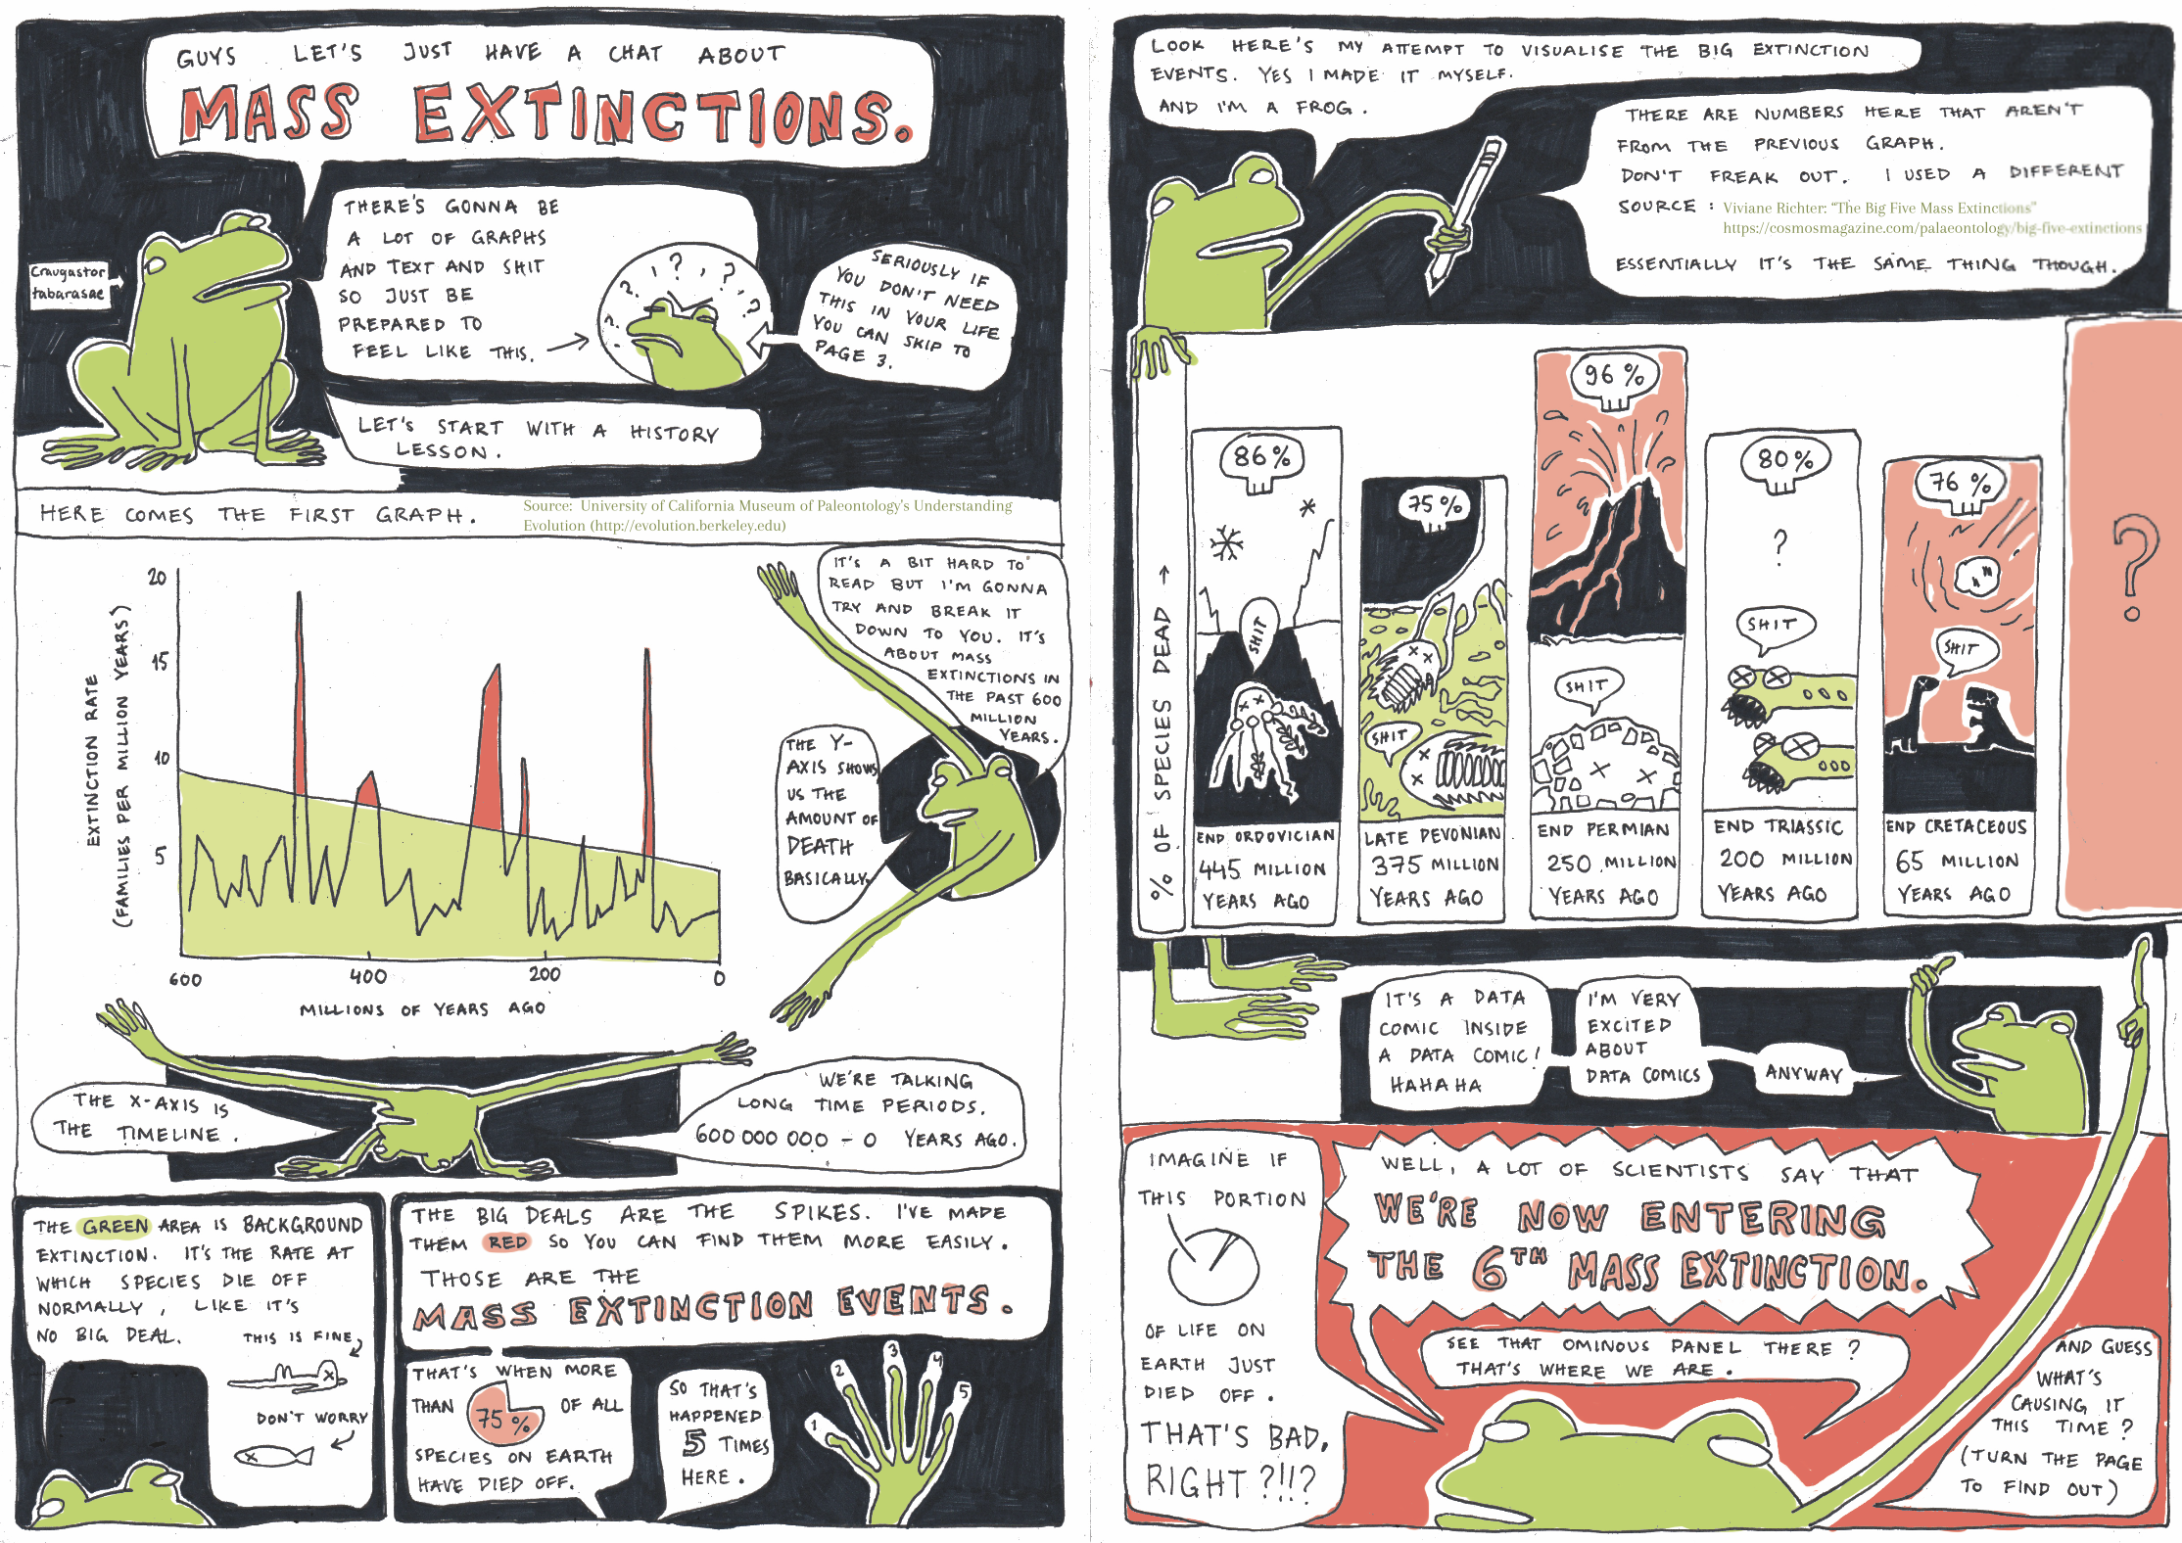 GUYS LET'S JUST HAVE A CHAT ABOUT
MASS EXTINCTIONS.
THERE'S GONNA BE
A LOT OF GRAPHS
AND TEXT AND SHIT
SO JUST BE
PREPARED TO
FEEL LIKE THIS.
? ? ? ? ?
SERIOUSLY IF
YOU DON'T NEED
THIS IN YOUR LIFE
YOU CAN SKIP TO
PAGE 3.
Craugastor
tabarasae
LET'S START WITH A HISTORY
LESSON.
HERE COMES THE FIRST GRAPH.
Source: University of California Museum of Paleontology's Understanding
Evolution (http://evolution.berkeley.edu)
EXTINCTION RATE
(FAMILIES PER MILLION YEARS)
20
15
10
5
600
400
200
0
MILLIONS OF YEARS AGO
IT'S A BIT HARD TO
READ BUT I'M GONNA
TRY AND BREAK IT
DOWN TO YOU. IT'S
ABOUT MASS
EXTINCTIONS IN
THE PAST 600
MILLION
YEARS.
THE Y-
AXIS SHOWS
US THE
AMOUNT OF
DEATH
BASICALLY.
THE X-AXIS IS
THE TIMELINE.
WE'RE TALKING
LONG TIME PERIODS.
600 000 000 - 0 YEARS AGO.
THE GREEN AREA IS BACKGROUND
EXTINCTION. IT'S THE RATE AT
WHICH SPECIES DIE OFF
NORMALLY, LIKE IT'S
NO BIG DEAL.
THIS IS FINE
DON'T WORRY
THE BIG DEALS ARE THE SPIKES. I'VE MADE
THEM RED SO YOU CAN FIND THEM MORE EASILY.
THOSE ARE THE
MASS EXTINCTION EVENTS.
THAT'S WHEN MORE
THAN 75% OF ALL
SPECIES ON EARTH
HAVE DIED OFF.
SO THAT'S
HAPPENED
5 TIMES
HERE.
1 2 3 4 5
LOOK HERE'S MY ATTEMPT TO VISUALISE THE BIG EXTINCTION
EVENTS. YES I MADE IT MYSELF.
AND I'M A FROG.
THERE ARE NUMBERS HERE THAT AREN'T
FROM THE PREVIOUS GRAPH.
DON'T FREAK OUT. I USED A DIFFERENT
SOURCE: Viviane Richter: "The Big Five Mass Extinctions"
https://cosmosmagazine.com/palaeontology/big-five-extinctions
ESSENTIALLY IT'S THE SAME THING THOUGH.
% OF SPECIES DEAD →
86%
SHIT
END ORDOVICIAN
445 MILLION
YEARS AGO
75%
SHIT
LATE DEVONIAN
375 MILLION
YEARS AGO
96%
SHIT
END PERMIAN
250 MILLION
YEARS AGO
80%
?
SHIT
END TRIASSIC
200 MILLION
YEARS AGO
76%
SHIT
END CRETACEOUS
65 MILLION
YEARS AGO
?
IT'S A DATA
COMIC INSIDE
A DATA COMIC!
HAHAHA
I'M VERY
EXCITED
ABOUT
DATA COMICS
ANYWAY
IMAGINE IF
THIS PORTION
OF LIFE ON
EARTH JUST
DIED OFF.
THAT'S BAD,
RIGHT?!!?
WELL, A LOT OF SCIENTISTS SAY THAT
WE'RE NOW ENTERING
THE 6TH MASS EXTINCTION.
SEE THAT OMINOUS PANEL THERE?
THAT'S WHERE WE ARE.
AND GUESS
WHAT'S
CAUSING IT
THIS TIME?
(TURN THE PAGE
TO FIND OUT)